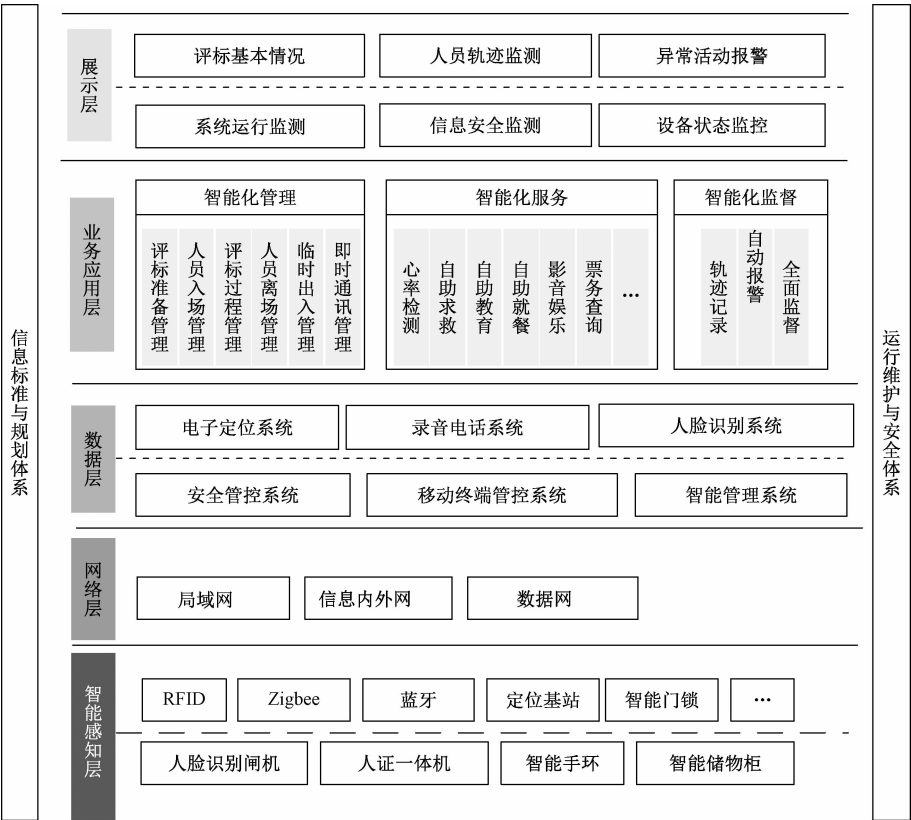 信息标准与规划体系
展示层
评标基本情况
人员轨迹监测
异常活动报警
系统运行监测
信息安全监测
设备状态监控
业务应用层
智能化管理
评标准备管理
人员入场管理
评标过程管理
人员离场管理
临时出入管理
即时通讯管理
智能化服务
心率检测
自助求救
自助教育
自助就餐
影音娱乐
票务查询
…
智能化监督
轨迹记录
自动报警
全面监督
数据层
电子定位系统
录音电话系统
人脸识别系统
安全管控系统
移动终端管控系统
智能管理系统
网络层
局域网
信息内外网
数据网
智能感知层
RFID
Zigbee
蓝牙
定位基站
智能门锁
…
人脸识别闸机
人证一体机
智能手环
智能储物柜
运行维护与安全体系